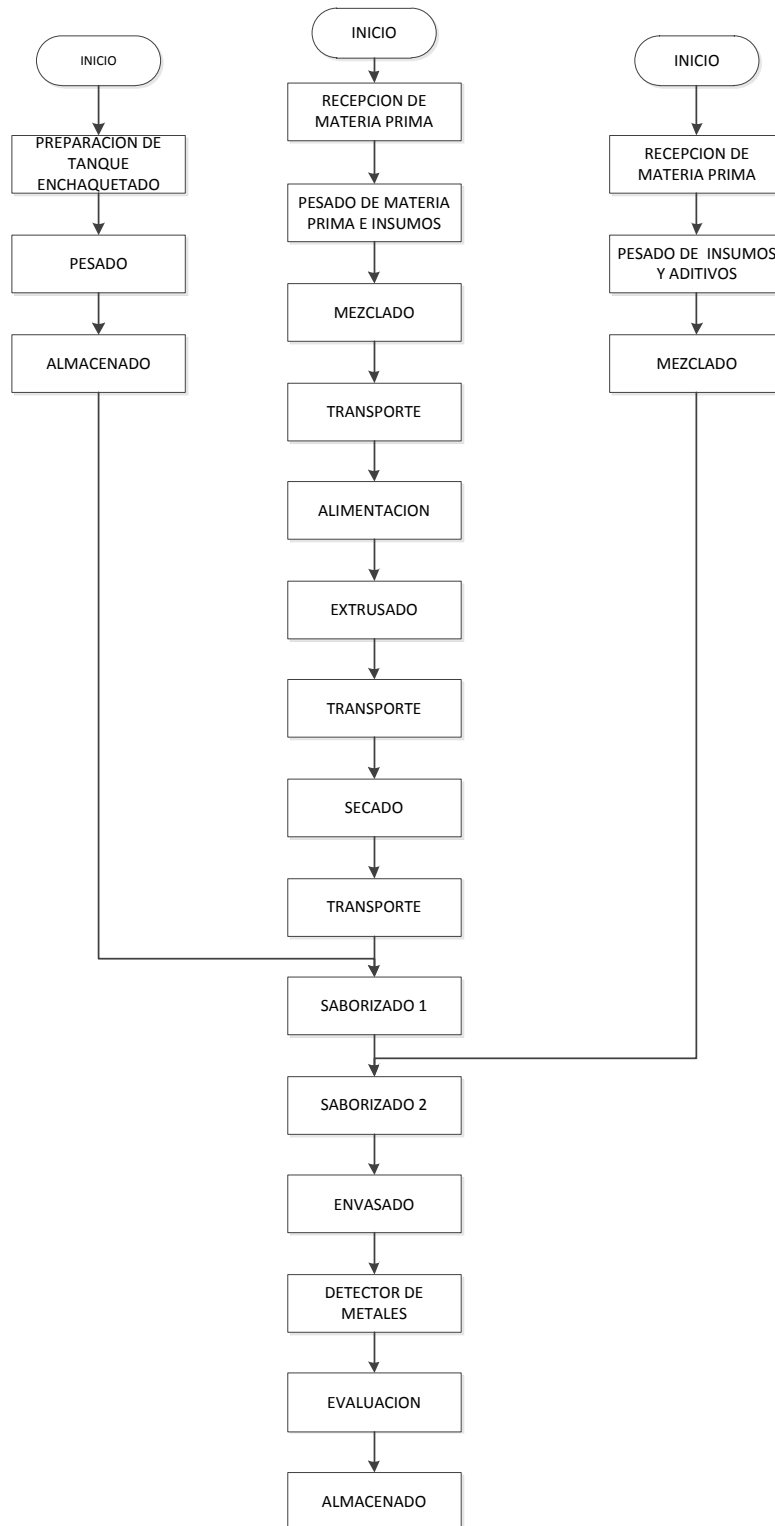 INICIO
PREPARACION DE
TANQUE
ENCHAQUETADO
PESADO
ALMACENADO
INICIO
RECEPCION DE
MATERIA PRIMA
PESADO DE MATERIA
PRIMA E INSUMOS
MEZCLADO
TRANSPORTE
ALIMENTACION
EXTRUSADO
TRANSPORTE
SECADO
TRANSPORTE
SABORIZADO 1
SABORIZADO 2
ENVASADO
DETECTOR DE
METALES
EVALUACION
ALMACENADO
INICIO
RECEPCION DE
MATERIA PRIMA
PESADO DE INSUMOS
Y ADITIVOS
MEZCLADO